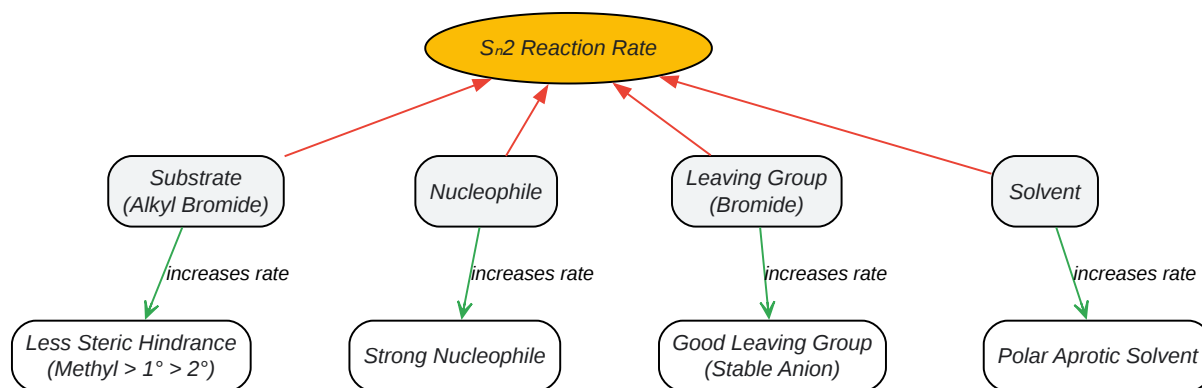 Sₙ2 Reaction Rate
Substrate
(Alkyl Bromide)
Nucleophile
Leaving Group
(Bromide)
Solvent
increases rate
increases rate
increases rate
increases rate
Less Steric Hindrance
(Methyl > 1° > 2°)
Strong Nucleophile
Good Leaving Group
(Stable Anion)
Polar Aprotic Solvent